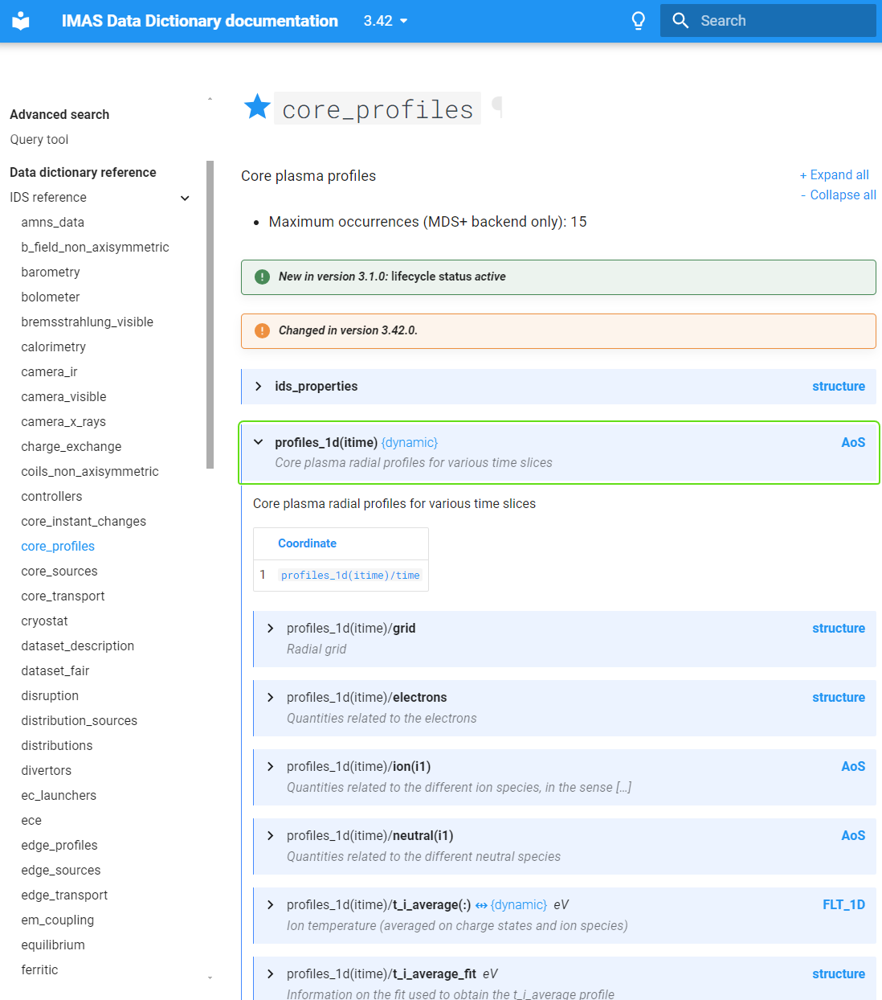 IMAS Data Dictionary documentation
3.42
Search
Advanced search
Query tool
Data dictionary reference
IDS reference
amns_data
b_field_non_axisymmetric
barometry
bolometer
bremsstrahlung_visible
calorimetry
camera_ir
camera_visible
camera_x_rays
charge_exchange
coils_non_axisymmetric
controllers
core_instant_changes
core_profiles
core_sources
core_transport
cryostat
dataset_description
dataset_fair
disruption
distribution_sources
distributions
divertors
ec_launchers
ece
edge_profiles
edge_sources
edge_transport
em_coupling
equilibrium
ferritic
core_profiles ¶
Core plasma profiles
+ Expand all
- Collapse all
• Maximum occurrences (MDS+ backend only): 15
New in version 3.1.0: lifecycle status active
Changed in version 3.42.0.
ids_properties structure
profiles_1d(itime) {dynamic} AoS
Core plasma radial profiles for various time slices
Core plasma radial profiles for various time slices
Coordinate
1 profiles_1d(itime)/time
profiles_1d(itime)/grid structure
Radial grid
profiles_1d(itime)/electrons structure
Quantities related to the electrons
profiles_1d(itime)/ion(i1) AoS
Quantities related to the different ion species, in the sense [...]
profiles_1d(itime)/neutral(i1) AoS
Quantities related to the different neutral species
profiles_1d(itime)/t_i_average(:) ⇔ {dynamic} eV FLT_1D
Ion temperature (averaged on charge states and ion species)
profiles_1d(itime)/t_i_average_fit eV structure
Information on the fit used to obtain the t_i_average profile